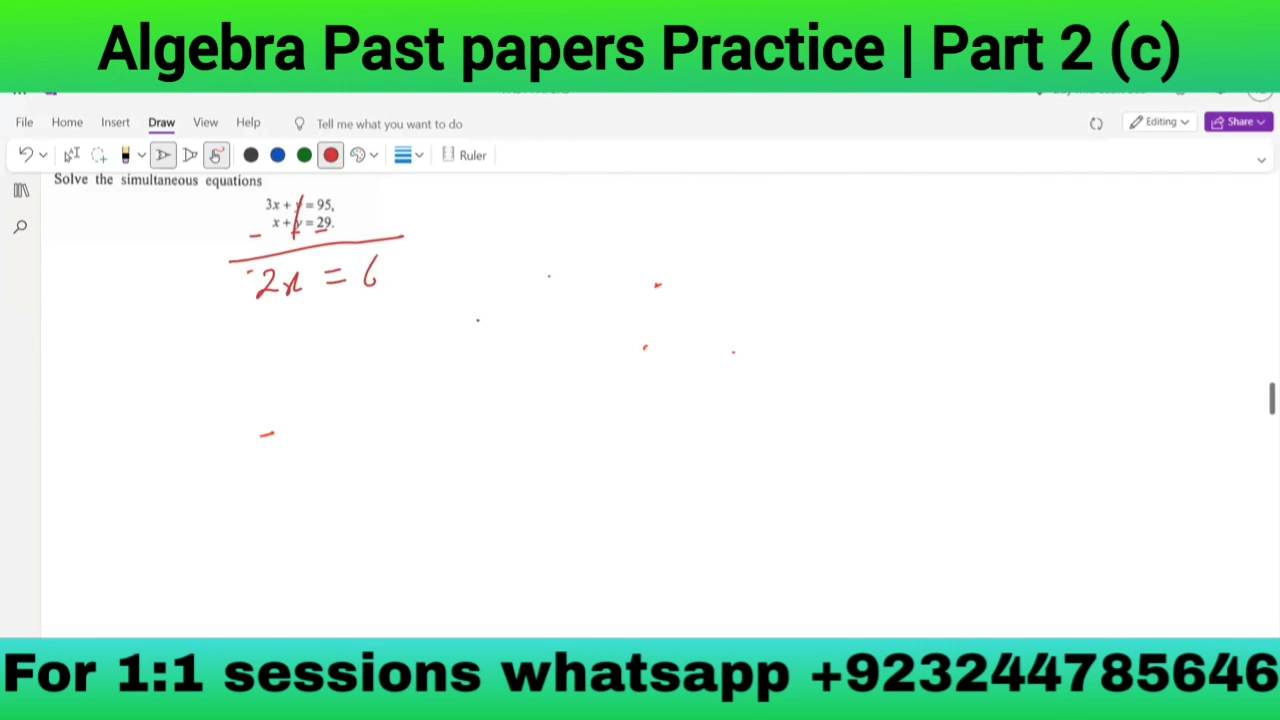 Algebra Past papers Practice | Part 2 (c)
File Home Insert Draw View Help Tell me what you want to do Editing Share
Ruler
Solve the simultaneous equations
3x + y = 95,
x + y = 29.
2x = 6
For 1:1 sessions whatsapp +923244785646